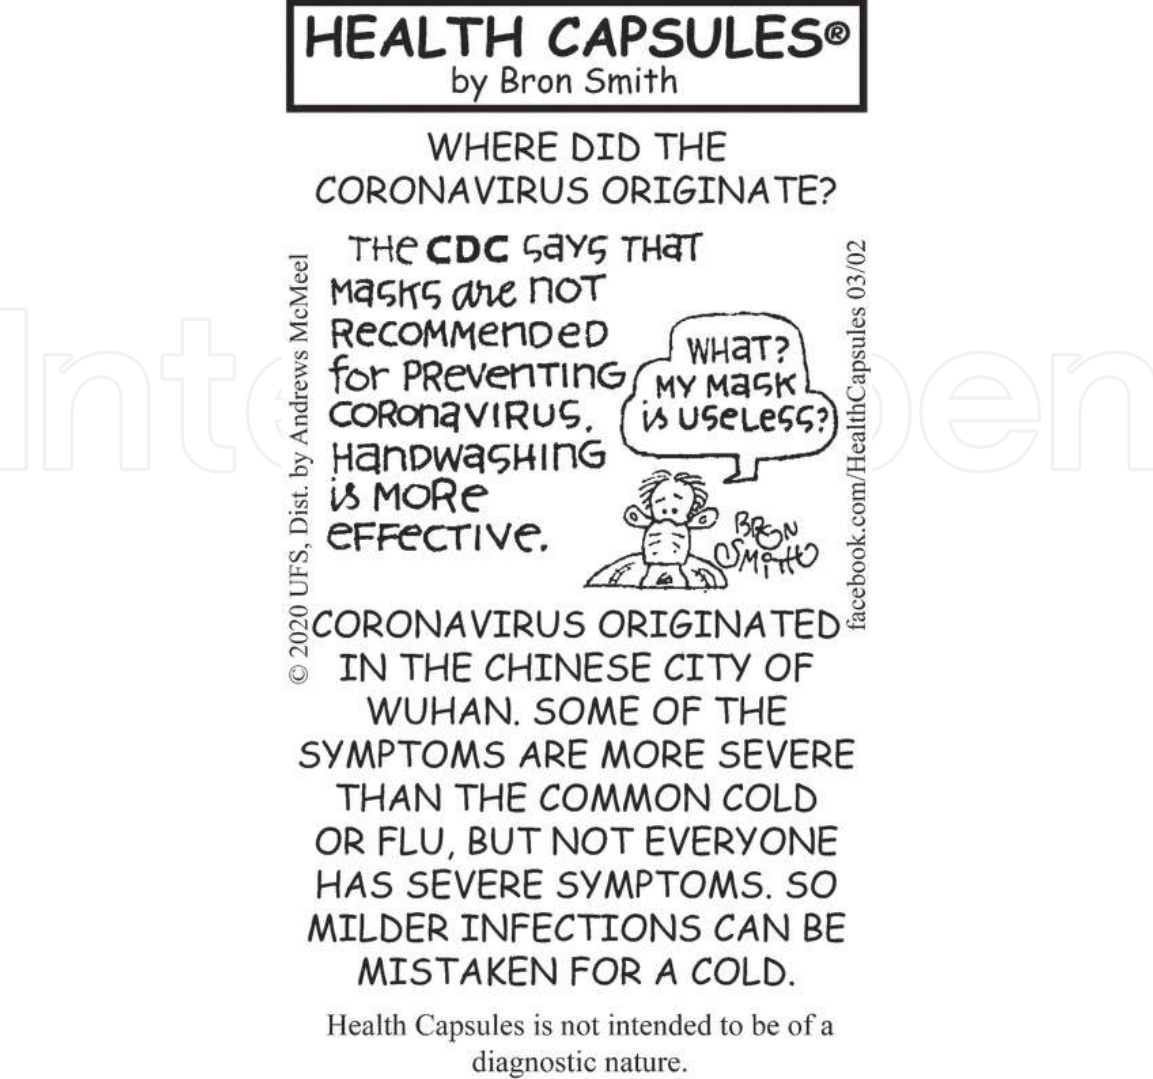 HEALTH CAPSULES®
by Bron Smith
WHERE DID THE
CORONAVIRUS ORIGINATE?
THe CDC SaYS THaT
MaSKS are noT
ReCoMMenDeD
for PReVenTInG
CoRonaVIRUS.
HanDWaSHInG
is MoRe
eFFeCTIVe.
WHaT?
MY MaSK
is USeLeSS?
BRon
SMitH
© 2020 UFS, Dist. by Andrews McMeel
facebook.com/HealthCapsules 03/02
CORONAVIRUS ORIGINATED
IN THE CHINESE CITY OF
WUHAN. SOME OF THE
SYMPTOMS ARE MORE SEVERE
THAN THE COMMON COLD
OR FLU, BUT NOT EVERYONE
HAS SEVERE SYMPTOMS. SO
MILDER INFECTIONS CAN BE
MISTAKEN FOR A COLD.
Health Capsules is not intended to be of a
diagnostic nature.